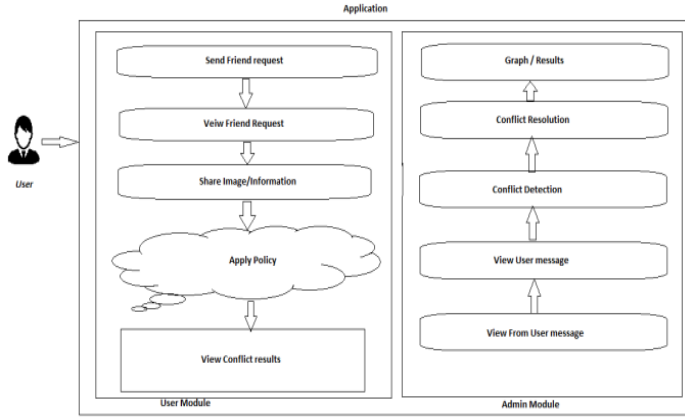 Application
Send Friend request
Veiw Friend Request
Share Image/Information
Apply Policy
View Conflict results
User Module
User
Graph / Results
Conflict Resolution
Conflict Detection
View User message
View From User message
Admin Module